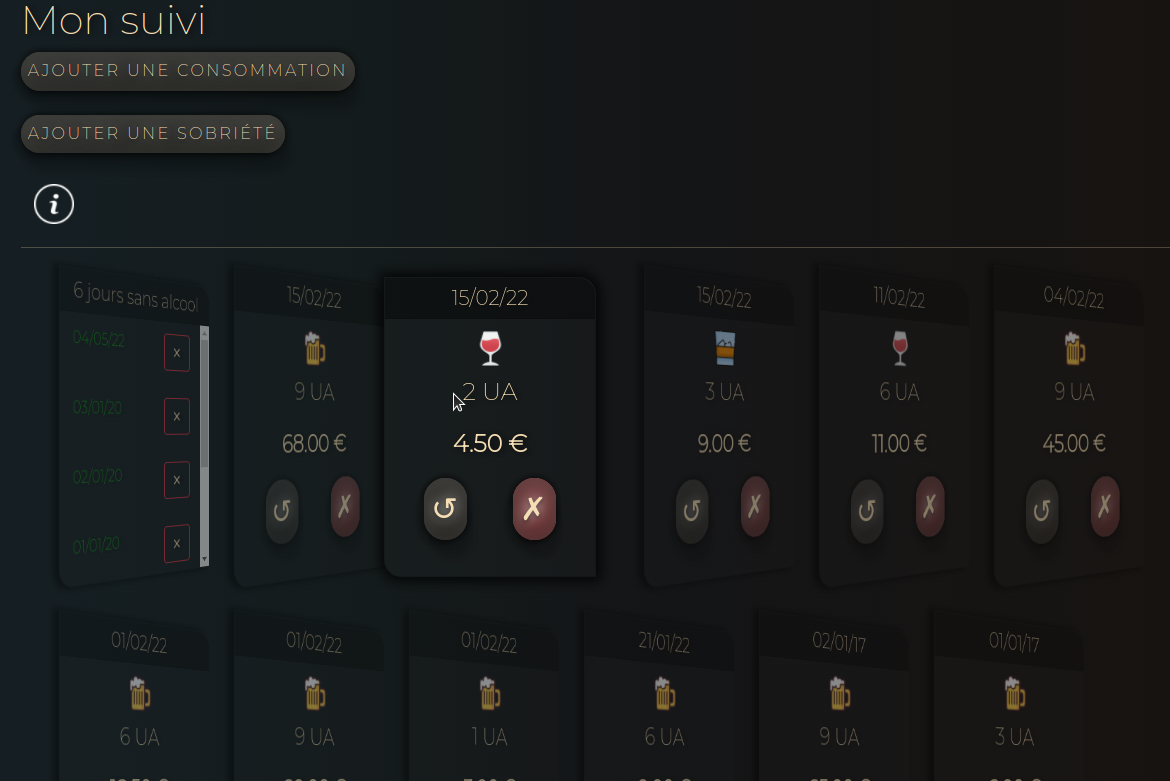 Mon suivi
AJOUTER UNE CONSOMMATION
AJOUTER UNE SOBRIÉTÉ
i
6 jours sans alcool
04/05/22 x
03/01/20 x
02/01/20 x
01/01/20 x
15/02/22
9 UA
68.00 €
↺ ✗
15/02/22
2 UA
4.50 €
↺ ✗
15/02/22
3 UA
9.00 €
↺ ✗
11/02/22
6 UA
11.00 €
↺ ✗
04/02/22
9 UA
45.00 €
↺ ✗
01/02/22
6 UA
01/02/22
9 UA
01/02/22
1 UA
21/01/22
6 UA
02/01/17
9 UA
01/01/17
3 UA